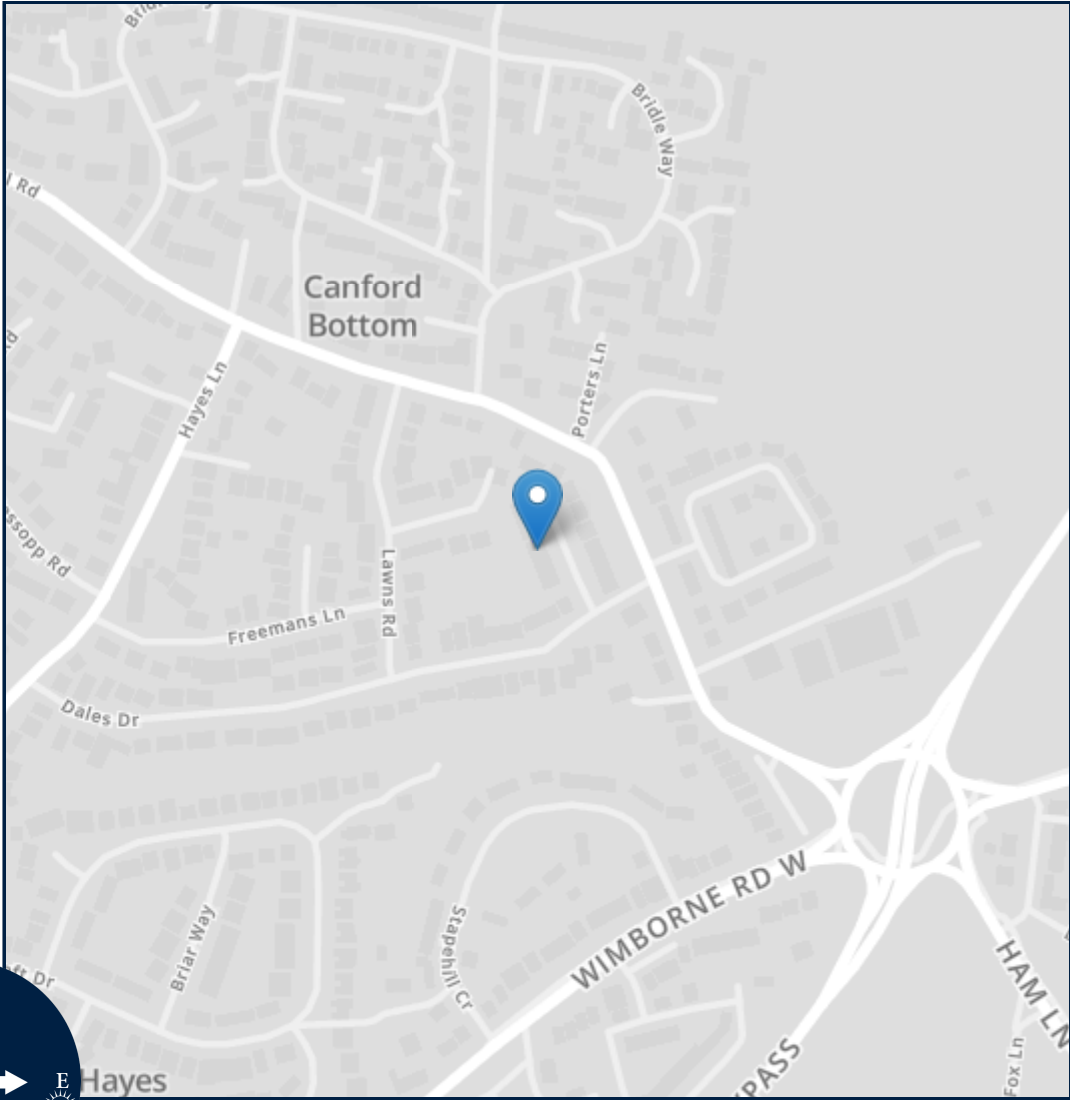 Bridle Way
l Rd
Canford
Bottom
Porters Ln
Hayes Ln
Lawns Rd
Freemans Ln
Dales Dr
WIMBORNE RD W
Stapehill Cr
Briar Way
HAM LN
Fox Ln
E
Hayes